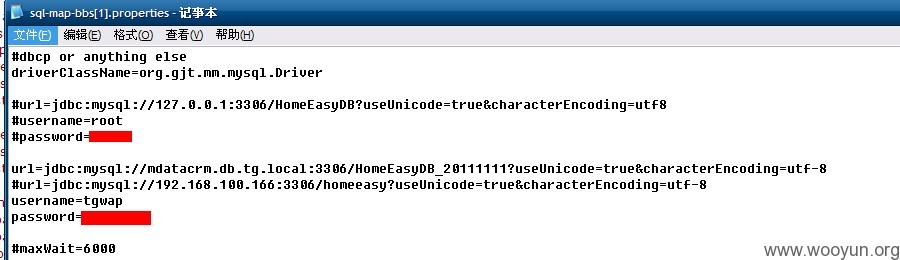 sql-map-bbs[1].properties - 记事本
文件(F) 编辑(E) 格式(O) 查看(V) 帮助(H)
#dbcp or anything else
driverClassName=org.gjt.mm.mysql.Driver
#url=jdbc:mysql://127.0.0.1:3306/HomeEasyDB?useUnicode=true&characterEncoding=utf8
#username=root
#password=
url=jdbc:mysql://mdatacrm.db.tg.local:3306/HomeEasyDB_20111111?useUnicode=true&characterEncoding=utf-8
#url=jdbc:mysql://192.168.100.166:3306/homeeasy?useUnicode=true&characterEncoding=utf-8
username=tgwap
password=
#maxWait=6000
www.wooyun.org